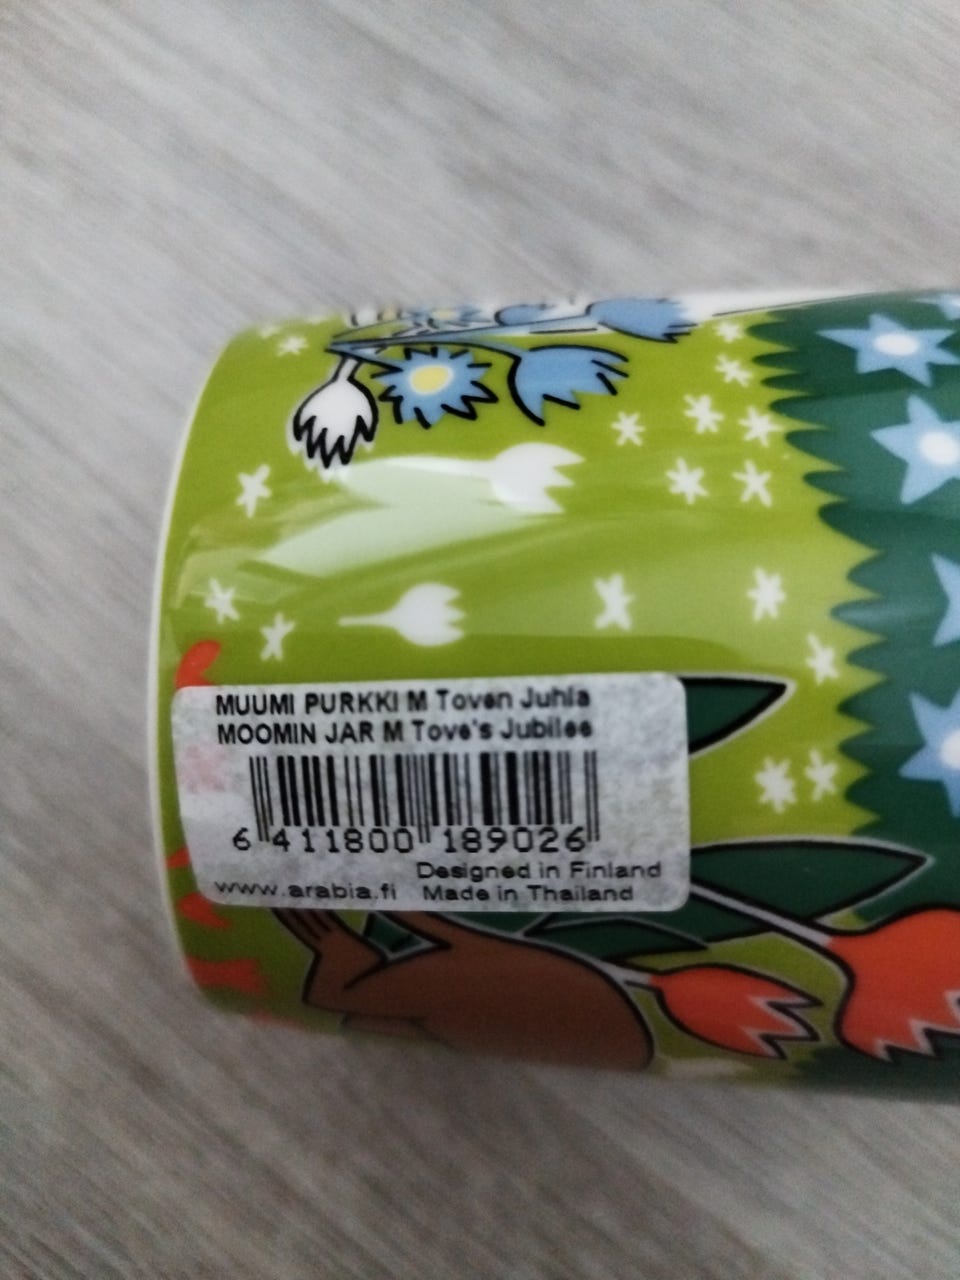 MUUMI PURKKI M Toven Juhla
MOOMIN JAR M Tove's Jubilee
6 411800 189026
Designed in Finland
www.arabia.fi Made in Thailand